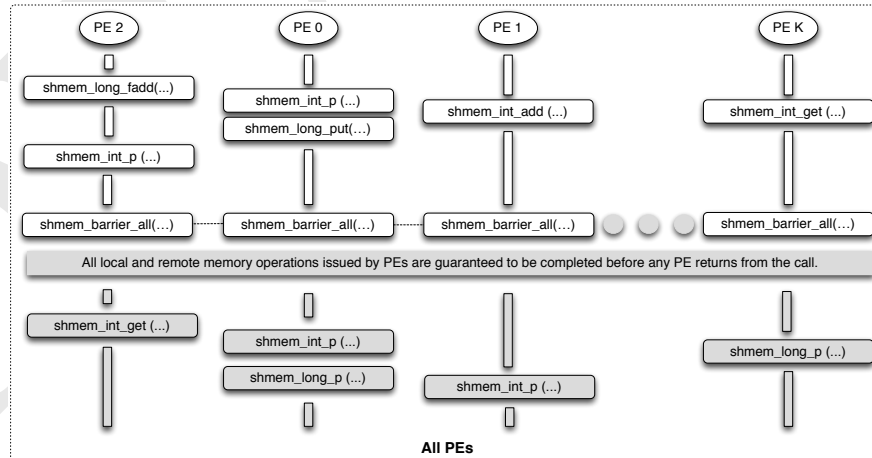 PE 2
PE 0
PE 1
PE K
shmem_long_fadd(...)
shmem_int_p (...)
shmem_int_add (...)
shmem_int_get (...)
shmem_long_put(...)
shmem_int_p (...)
shmem_barrier_all(...)
shmem_barrier_all(...)
shmem_barrier_all(...)
shmem_barrier_all(...)
All local and remote memory operations issued by PEs are guaranteed to be completed before any PE returns from the call.
shmem_int_get (...)
shmem_int_p (...)
shmem_long_p (...)
shmem_long_p (...)
shmem_int_p (...)
All PEs